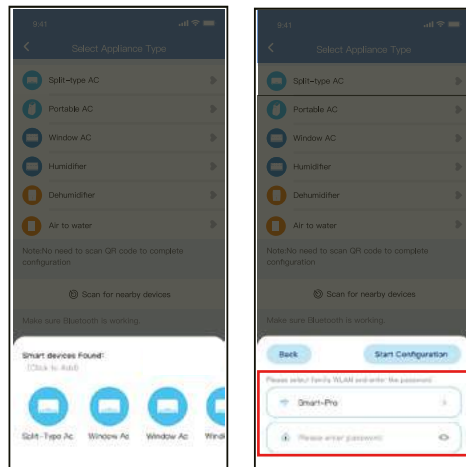 9:41
Select Appliance Type
Split-type AC
Portable AC
Window AC
Humidifier
Dehumidifier
Air to water
Note:No need to scan QR code to complete
configuration
Scan for nearby devices
Make sure Bluetooth is working.
Smart devices Found:
(Click to Add)
Split-Type Ac
Window Ac
Window Ac
Wind
9:41
Select Appliance Type
Split-type AC
Portable AC
Window AC
Humidifier
Dehumidifier
Air to water
Note:No need to scan QR code to complete
configuration
Scan for nearby devices
Make sure Bluetooth is working.
Back
Start Configuration
Please select family WLAN and enter the password
Smart-Pro
Please enter password